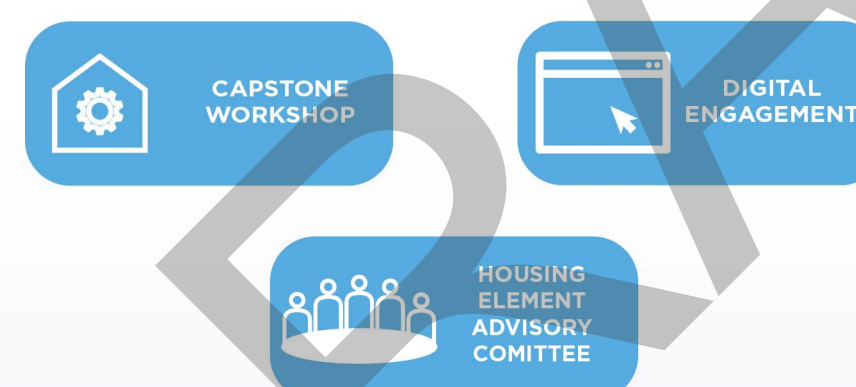 CAPSTONE
WORKSHOP
DIGITAL
ENGAGEMENT
HOUSING
ELEMENT
ADVISORY
COMITTEE